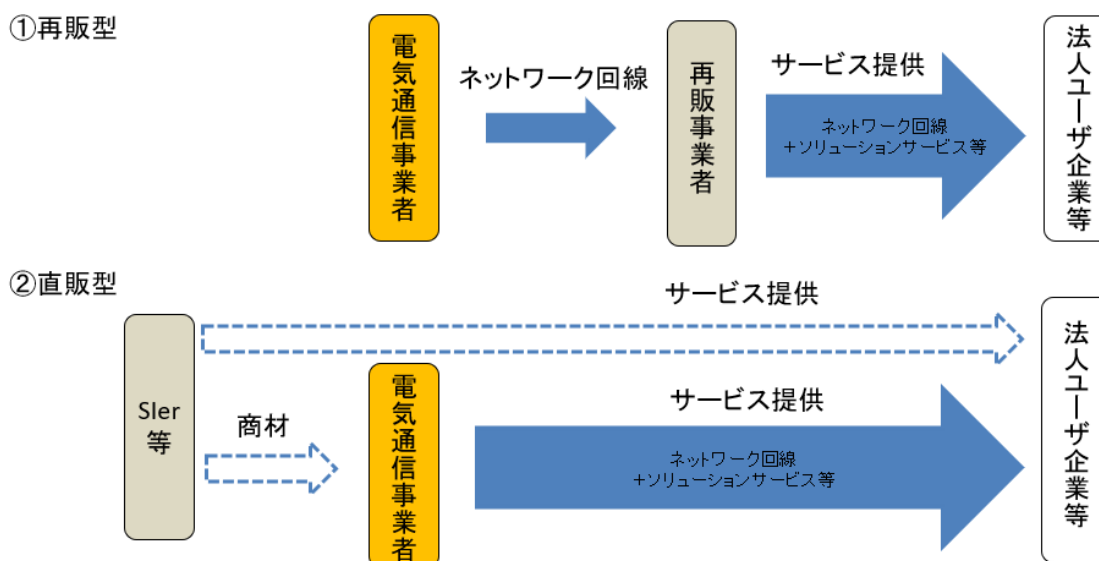 ①再販型
電気通信事業者
ネットワーク回線
再販事業者
サービス提供
ネットワーク回線
+ソリューションサービス等
法人ユーザ企業等
②直販型
サービス提供
SIer
等
商材
電気通信事業者
サービス提供
ネットワーク回線
+ソリューションサービス等
法人ユーザ企業等